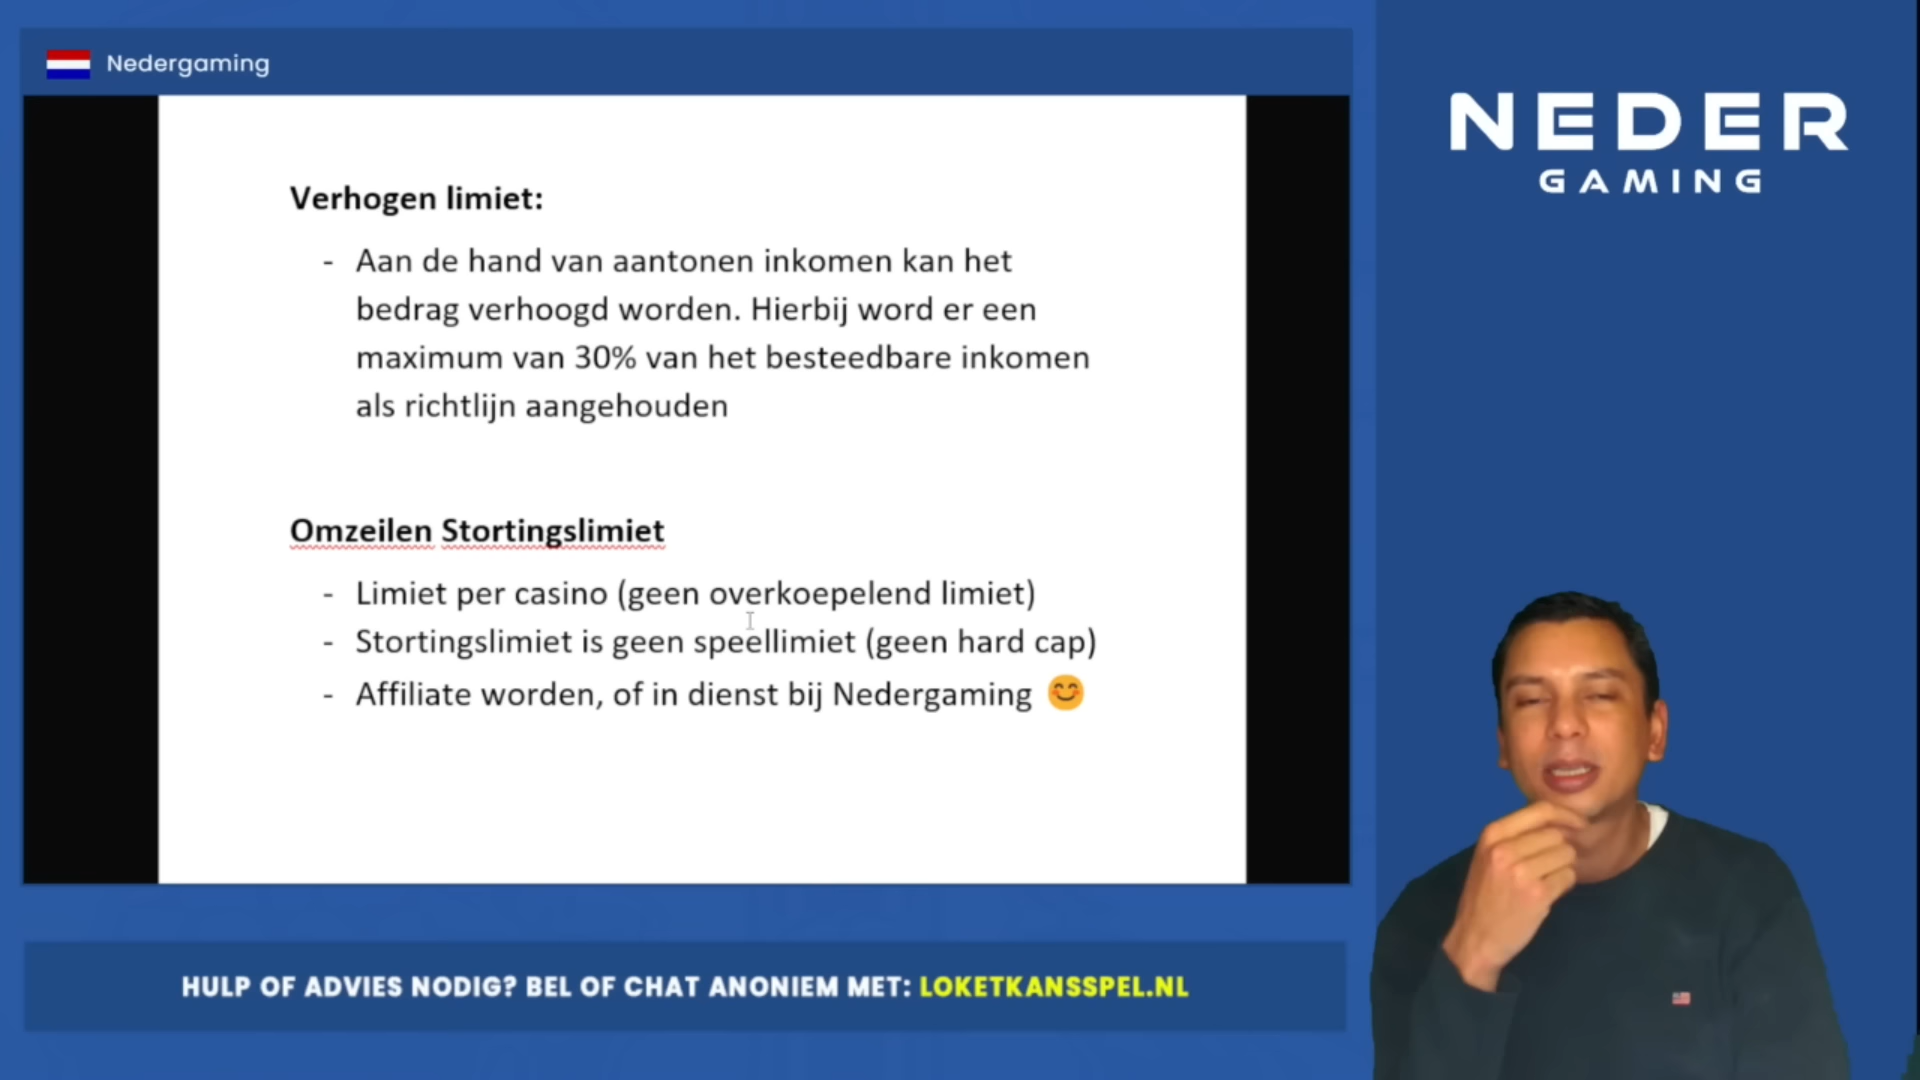 Nedergaming
NEDER
GAMING
Verhogen limiet:
- Aan de hand van aantonen inkomen kan het
bedrag verhoogd worden. Hierbij word er een
maximum van 30% van het besteedbare inkomen
als richtlijn aangehouden
Omzeilen Stortingslimiet
- Limiet per casino (geen overkoepelend limiet)
- Stortingslimiet is geen speellimiet (geen hard cap)
- Affiliate worden, of in dienst bij Nedergaming 😊
HULP OF ADVIES NODIG? BEL OF CHAT ANONIEM MET: LOKETKANSSPEL.NL